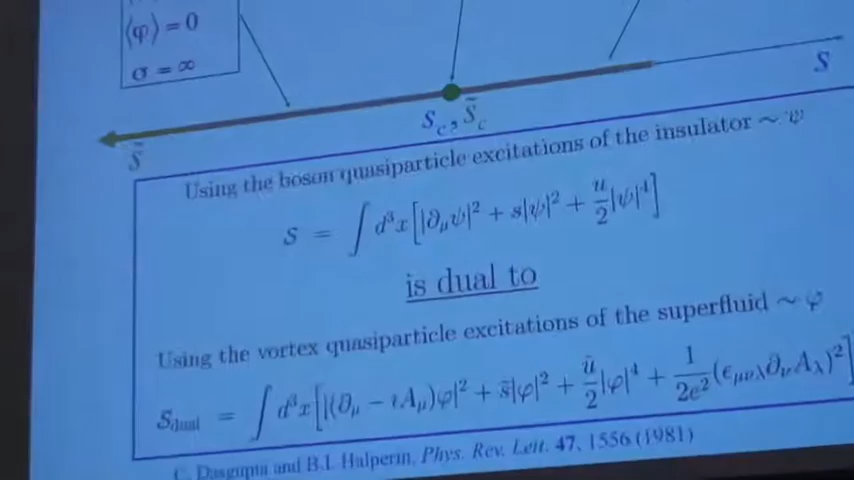 ⟨φ⟩ = 0
σ = ∞
s
s_c, s̃_c
s̃
Using the boson quasiparticle excitations of the insulator ~ ψ
S = ∫ d³x [ |∂_μψ|² + s|ψ|² + u/2 |ψ|⁴ ]
is dual to
Using the vortex quasiparticle excitations of the superfluid ~ φ
S_dual = ∫ d³x [ |(∂_μ − iA_μ)φ|² + s̃|φ|² + ũ/2 |φ|⁴ + 1/2e² (ε_μνλ ∂_ν A_λ)² ]
C. Dasgupta and B.I. Halperin, Phys. Rev. Lett. 47, 1556 (1981)